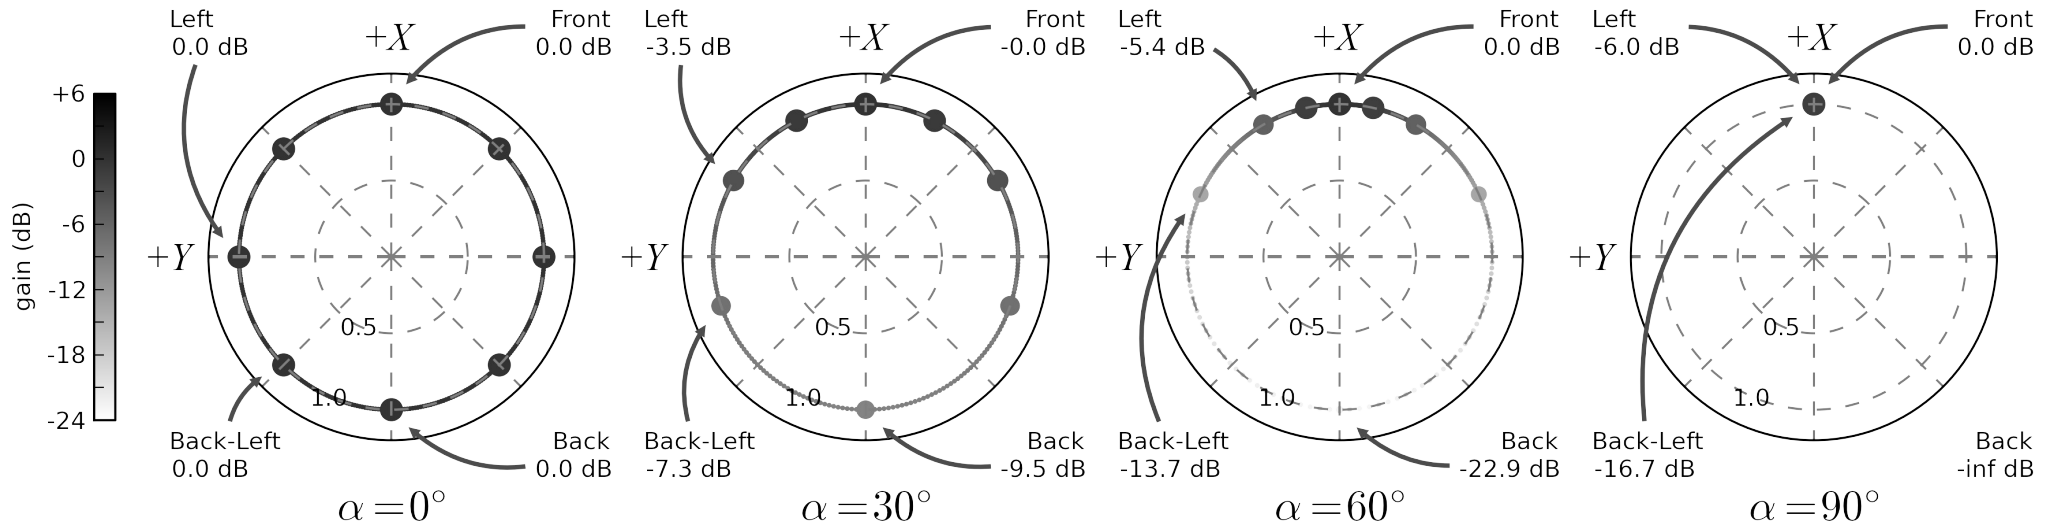 gain (dB)
+6
0
-6
-12
-18
-24
Left
0.0 dB
+X
Front
0.0 dB
+Y
0.5
1.0
Back-Left
0.0 dB
Back
0.0 dB
α=0°
Left
-3.5 dB
+X
Front
-0.0 dB
+Y
0.5
1.0
Back-Left
-7.3 dB
Back
-9.5 dB
α=30°
Left
-5.4 dB
+X
Front
0.0 dB
+Y
0.5
1.0
Back-Left
-13.7 dB
Back
-22.9 dB
α=60°
Left
-6.0 dB
+X
Front
0.0 dB
+Y
0.5
1.0
Back-Left
-16.7 dB
Back
-inf dB
α=90°